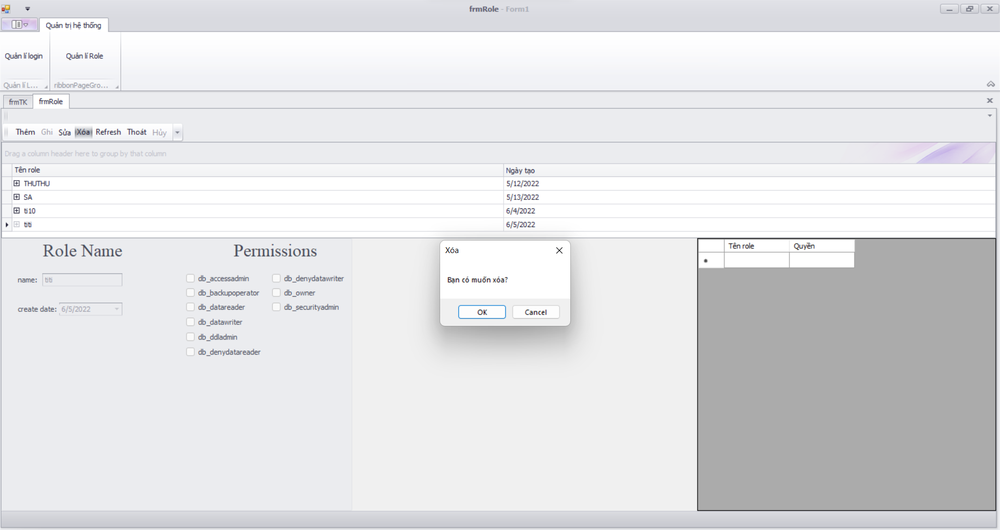 frmRole - Form1
Quản trị hệ thống
Quản lí login
Quản lí Role
Quản lí L...
ribbonPageGro...
frmTK
frmRole
Thêm Ghi Sửa Xóa Refresh Thoát Hủy
Drag a column header here to group by that column
Tên role
Ngày tạo
THUTHU
5/12/2022
SA
5/13/2022
ti10
6/4/2022
titi
6/5/2022
Role Name
name: titi
create date: 6/5/2022
Permissions
db_accessadmin
db_denydatawriter
db_backupoperator
db_owner
db_datareader
db_securityadmin
db_datawriter
db_ddladmin
db_denydatareader
Xóa
Bạn có muốn xóa?
OK
Cancel
Tên role
Quyền